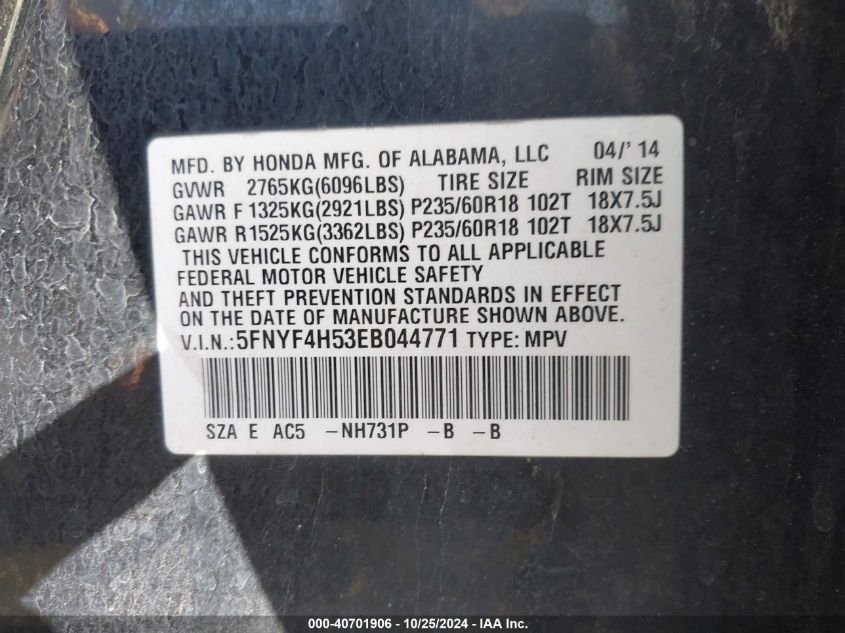 MFD. BY HONDA MFG. OF ALABAMA, LLC 04/' 14
GVWR 2765KG(6096LBS) TIRE SIZE RIM SIZE
GAWR F 1325KG(2921LBS) P235/60R18 102T 18X7.5J
GAWR R1525KG(3362LBS) P235/60R18 102T 18X7.5J
THIS VEHICLE CONFORMS TO ALL APPLICABLE
FEDERAL MOTOR VEHICLE SAFETY
AND THEFT PREVENTION STANDARDS IN EFFECT
ON THE DATE OF MANUFACTURE SHOWN ABOVE.
V.I.N.:5FNYF4H53EB044771 TYPE: MPV
SZA E AC5 -NH731P -B -B
000-40701906 - 10/25/2024 - IAA Inc.